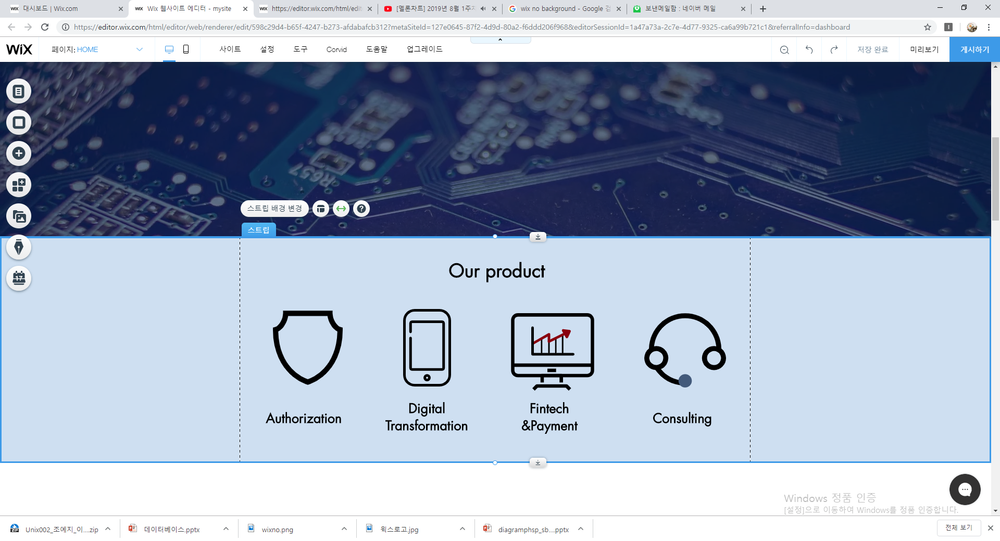 WiX 대시보드 | Wix.com
WiX Wix 웹사이트 에디터 - mysite
WiX https://editor.wix.com/html/edit
[멜론차트] 2019년 8월 1주차
wix no background - Google 검
보낸메일함 : 네이버 메일
https://editor.wix.com/html/editor/web/renderer/edit/598c29d4-b65f-4247-b273-afdabafcb312?metaSiteId=127e0645-87f2-4d9d-80a2-f6ddd206f968&editorSessionId=1a47a73a-2c7e-4d77-9325-ca6a99b721c1&referralInfo=dashboard
WiX 페이지: HOME 사이트 설정 도구 Corvid 도움말 업그레이드 저장 완료 미리보기 게시하기
R657
스트립 배경 변경
스트립
17
Our product
Authorization
Digital
Transformation
Fintech
&Payment
Consulting
Windows 정품 인증
[설정]으로 이동하여 Windows를 정품 인증합니다.
Unix002_조예지_이....zip
데이터베이스.pptx
wixno.png
윅스로고.jpg
diagramphsp_sb....pptx
전체 보기